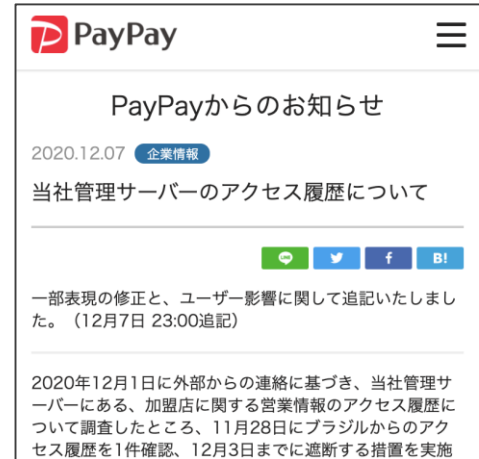 PayPay
PayPayからのお知らせ
2020.12.07 企業情報
当社管理サーバーのアクセス履歴について
LINE f B!
一部表現の修正と、ユーザー影響に関して追記いたしまし
た。（12月7日 23:00追記）
2020年12月1日に外部からの連絡に基づき、当社管理サ
ーバーにある、加盟店に関する営業情報のアクセス履歴に
ついて調査したところ、11月28日にブラジルからのアク
セス履歴を1件確認、12月3日までに遮断する措置を実施